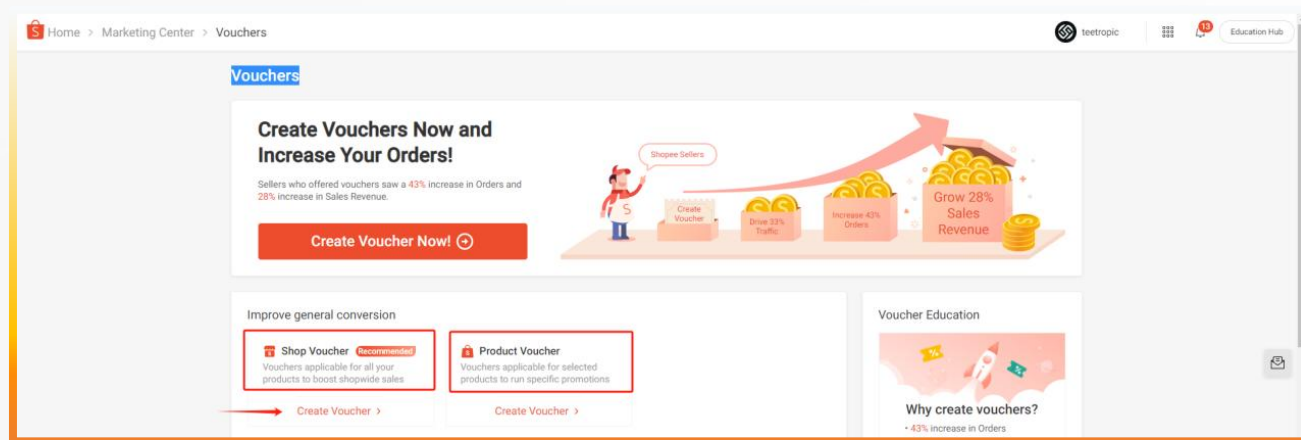 S Home > Marketing Center > Vouchers
teetropic
13
Education Hub
Vouchers
Create Vouchers Now and
Increase Your Orders!
Sellers who offered vouchers saw a 43% increase in Orders and
28% increase in Sales Revenue.
Create Voucher Now!
Shopee Sellers
S
Create
Voucher
Drive 33%
Traffic
Increase 43%
Orders
Grow 28%
Sales
Revenue
Improve general conversion
Shop Voucher Recommended
Vouchers applicable for all your
products to boost shopwide sales
Create Voucher >
Product Voucher
Vouchers applicable for selected
products to run specific promotions
Create Voucher >
Voucher Education
Why create vouchers?
• 43% increase in Orders